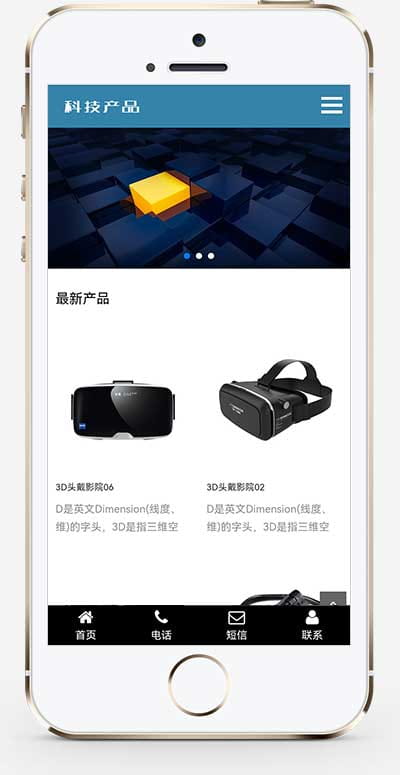 科技产品
最新产品
3D头戴影院06
3D头戴影院02
D是英文Dimension(线度、
维)的字头，3D是指三维空
D是英文Dimension(线度、
维)的字头，3D是指三维空
首页
电话
短信
联系